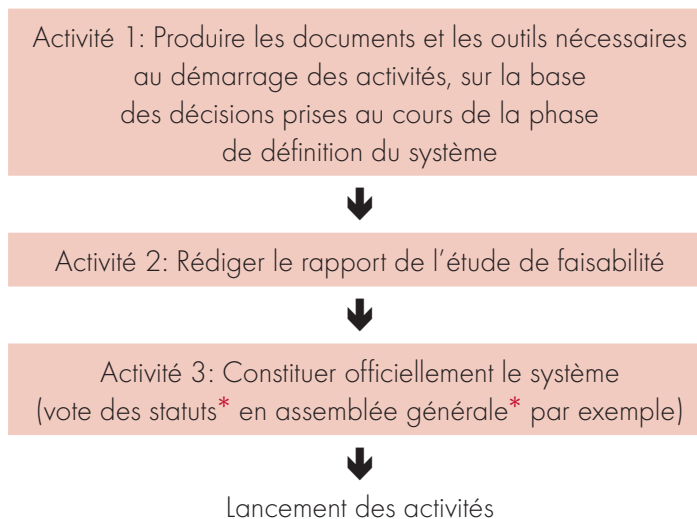 Activité 1: Produire les documents et les outils nécessaires
au démarrage des activités, sur la base
des décisions prises au cours de la phase
de définition du système
Activité 2: Rédiger le rapport de l’étude de faisabilité
Activité 3: Constituer officiellement le système
(vote des statuts* en assemblée générale* par exemple)
Lancement des activités